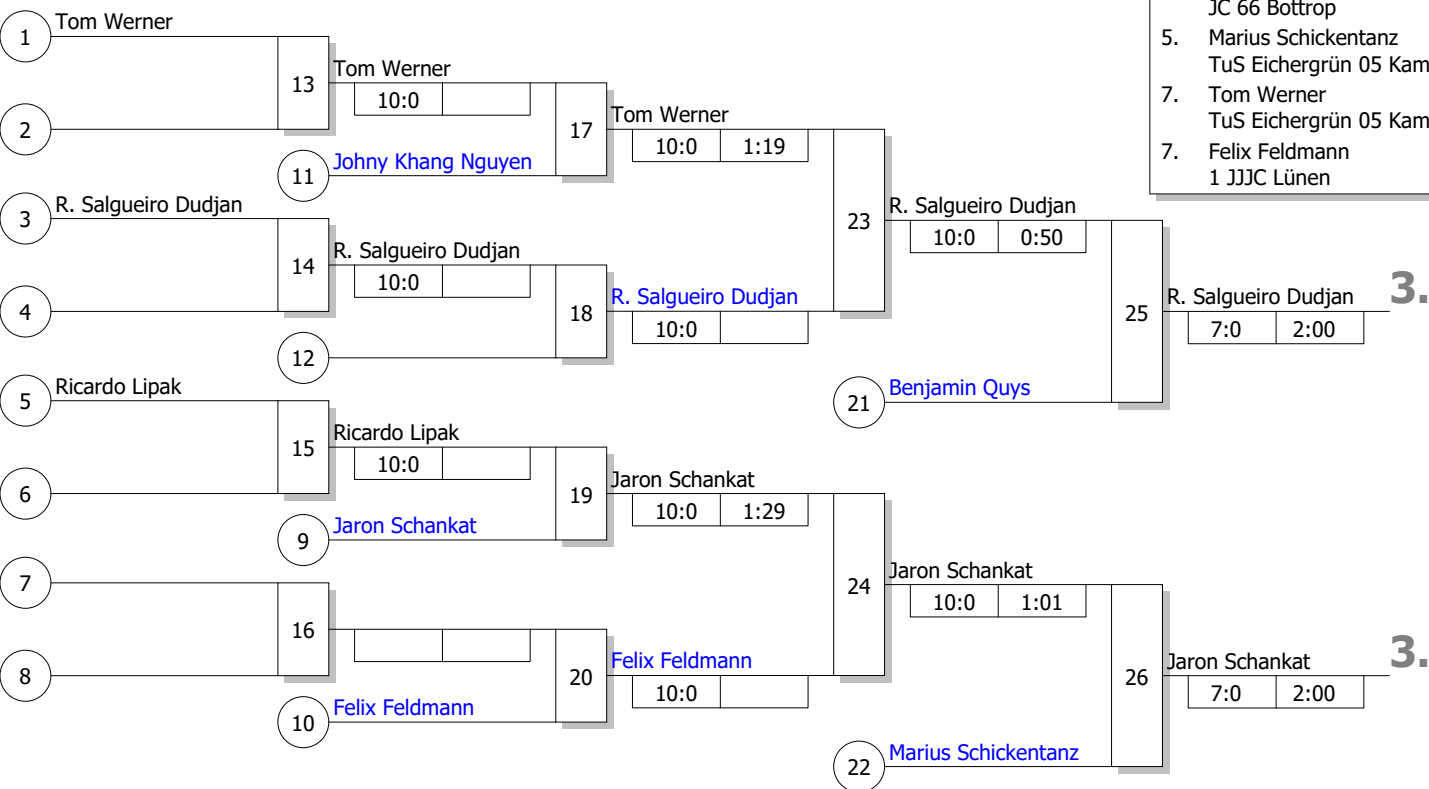 JC 66 Bottrop
5. Marius Schickentanz
TuS Eichergrün 05 Kam
7. Tom Werner
TuS Eichergrün 05 Kam
7. Felix Feldmann
1 JJJC Lünen
1 Tom Werner
13 Tom Werner
10:0
2
17 Tom Werner
10:0 1:19
11 Johny Khang Nguyen
3 R. Salgueiro Dudjan
23 R. Salgueiro Dudjan
10:0 0:50
14 R. Salgueiro Dudjan
10:0
4
18 R. Salgueiro Dudjan
10:0
12
25 R. Salgueiro Dudjan 3.
7:0 2:00
21 Benjamin Quys
5 Ricardo Lipak
15 Ricardo Lipak
10:0
6
19 Jaron Schankat
10:0 1:29
9 Jaron Schankat
7
24 Jaron Schankat
10:0 1:01
16
8
20 Felix Feldmann
10:0
10 Felix Feldmann
26 Jaron Schankat 3.
7:0 2:00
22 Marius Schickentanz